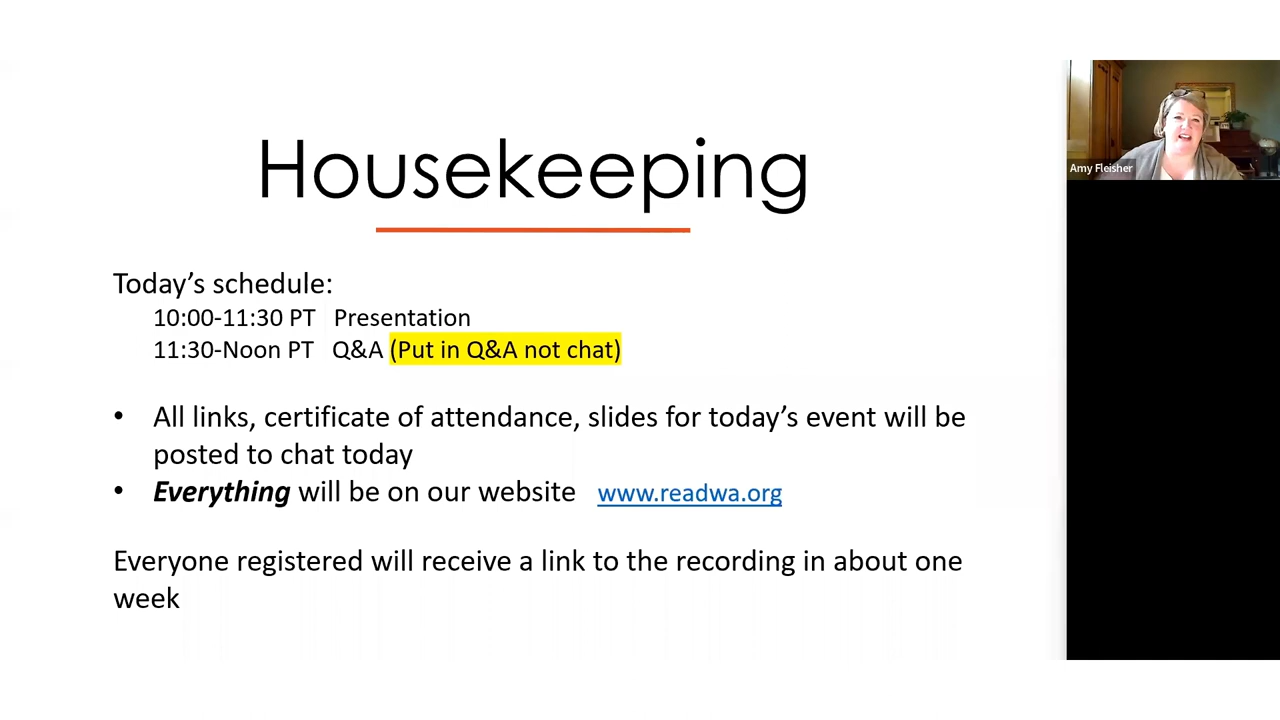 Housekeeping
Today’s schedule:
10:00-11:30 PT Presentation
11:30-Noon PT Q&A (Put in Q&A not chat)
• All links, certificate of attendance, slides for today’s event will be
posted to chat today
• Everything will be on our website www.readwa.org
Everyone registered will receive a link to the recording in about one
week
Amy Fleisher